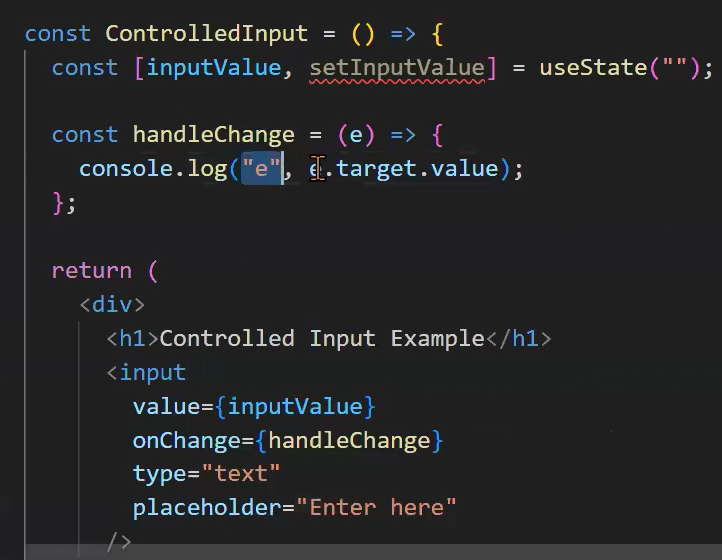 const ControlledInput = () => {
const [inputValue, setInputValue] = useState("");
const handleChange = (e) => {
console.log("e", e.target.value);
};
return (
<div>
<h1>Controlled Input Example</h1>
<input
value={inputValue}
onChange={handleChange}
type="text"
placeholder="Enter here"
/>